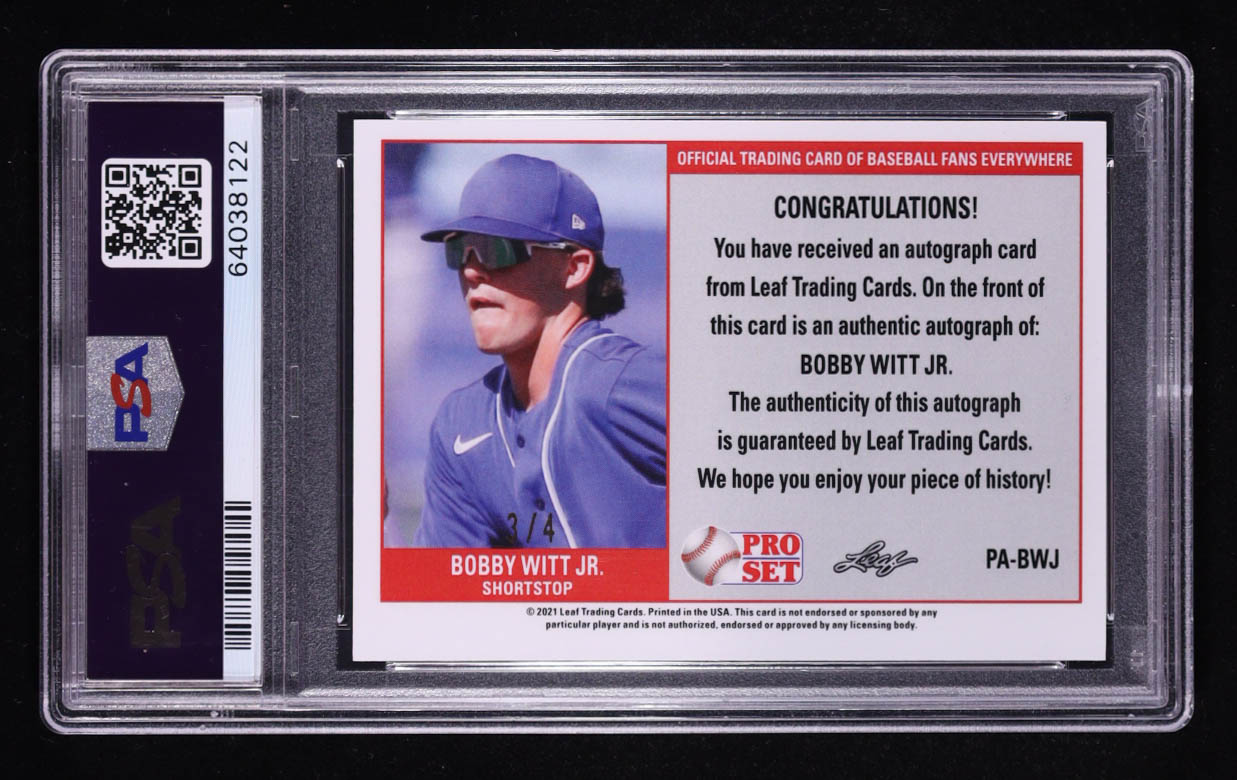 64038122
PSA
PSA
OFFICIAL TRADING CARD OF BASEBALL FANS EVERYWHERE
CONGRATULATIONS!
You have received an autograph card
from Leaf Trading Cards. On the front of
this card is an authentic autograph of:
BOBBY WITT JR.
The authenticity of this autograph
is guaranteed by Leaf Trading Cards.
We hope you enjoy your piece of history!
3/4
BOBBY WITT JR.
SHORTSTOP
PRO
SET
Leaf
PA-BWJ
© 2021 Leaf Trading Cards. Printed in the USA. This card is not endorsed or sponsored by any
particular player and is not authorized, endorsed or approved by any licensing body.